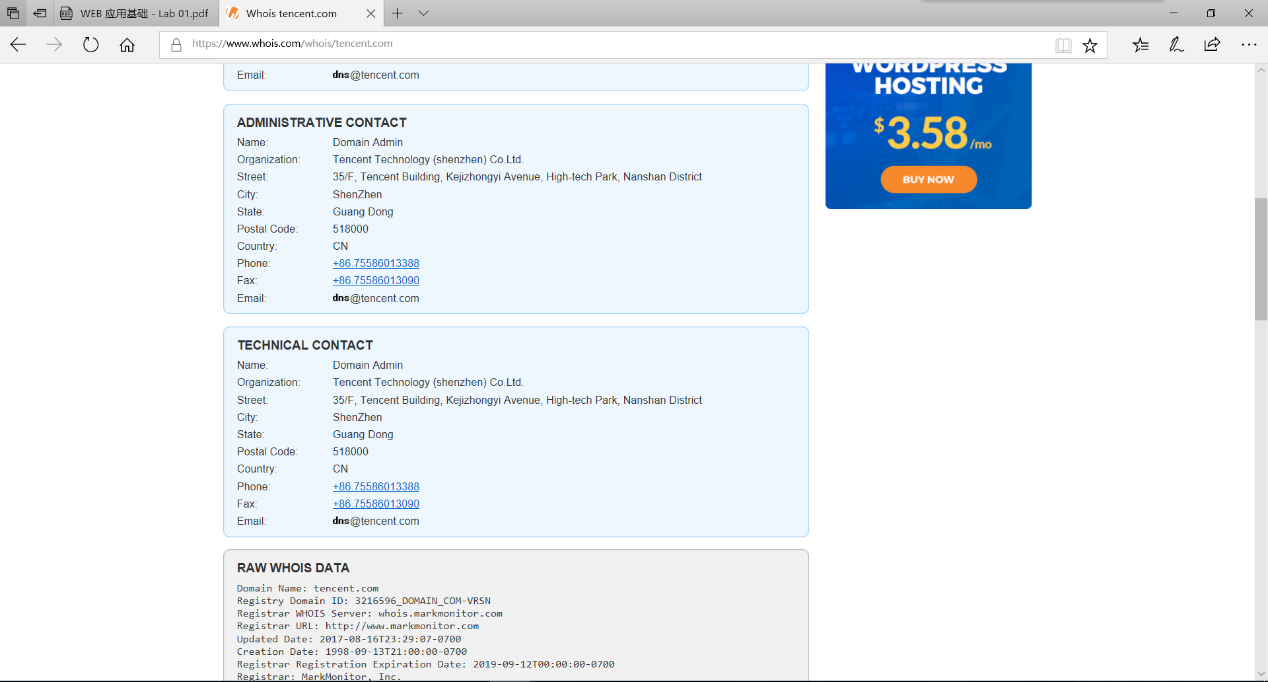 WEB 应用基础 - Lab 01.pdf
Whois tencent.com
https://www.whois.com/whois/tencent.com
Email: dns@tencent.com
WORDPRESS
HOSTING
$3.58/mo
BUY NOW
ADMINISTRATIVE CONTACT
Name: Domain Admin
Organization: Tencent Technology (shenzhen) Co.Ltd.
Street: 35/F, Tencent Building, Kejizhongyi Avenue, High-tech Park, Nanshan District
City: ShenZhen
State: Guang Dong
Postal Code: 518000
Country: CN
Phone: +86.75586013388
Fax: +86.75586013090
Email: dns@tencent.com
TECHNICAL CONTACT
Name: Domain Admin
Organization: Tencent Technology (shenzhen) Co.Ltd.
Street: 35/F, Tencent Building, Kejizhongyi Avenue, High-tech Park, Nanshan District
City: ShenZhen
State: Guang Dong
Postal Code: 518000
Country: CN
Phone: +86.75586013388
Fax: +86.75586013090
Email: dns@tencent.com
RAW WHOIS DATA
Domain Name: tencent.com
Registry Domain ID: 3216596_DOMAIN_COM-VRSN
Registrar WHOIS Server: whois.markmonitor.com
Registrar URL: http://www.markmonitor.com
Updated Date: 2017-08-16T23:29:07-0700
Creation Date: 1998-09-13T21:00:00-0700
Registrar Registration Expiration Date: 2019-09-12T00:00:00-0700
Registrar: MarkMonitor, Inc.